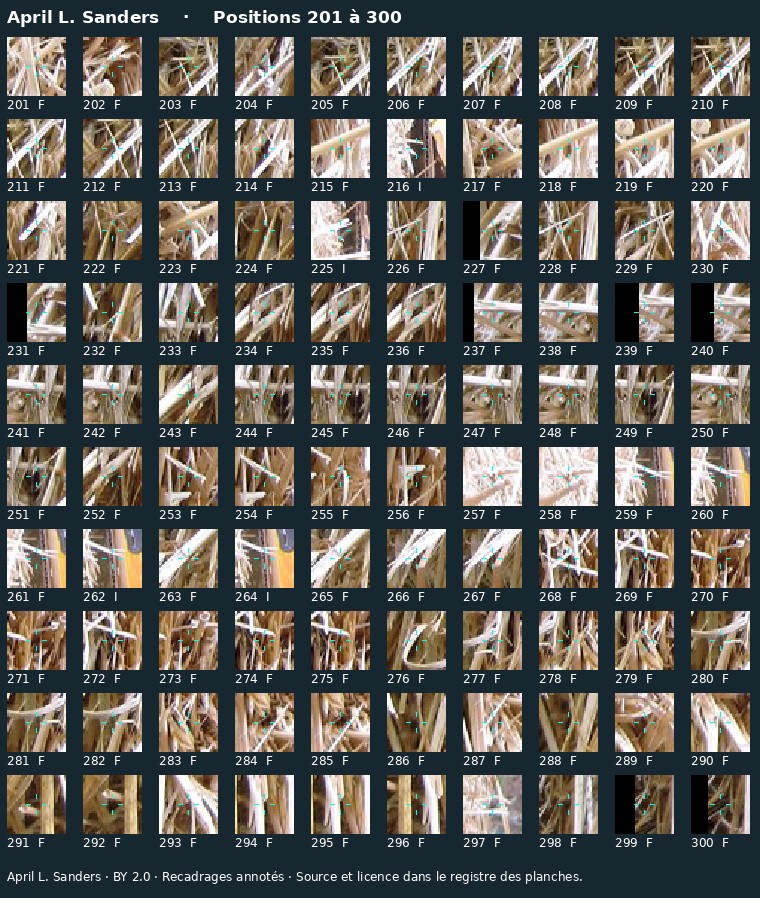 April L. Sanders · Positions 201 à 300
201 F 202 F 203 F 204 F 205 F 206 F 207 F 208 F 209 F 210 F
211 F 212 F 213 F 214 F 215 F 216 I 217 F 218 F 219 F 220 F
221 F 222 F 223 F 224 F 225 I 226 F 227 F 228 F 229 F 230 F
231 F 232 F 233 F 234 F 235 F 236 F 237 F 238 F 239 F 240 F
241 F 242 F 243 F 244 F 245 F 246 F 247 F 248 F 249 F 250 F
251 F 252 F 253 F 254 F 255 F 256 F 257 F 258 F 259 F 260 F
261 F 262 I 263 F 264 I 265 F 266 F 267 F 268 F 269 F 270 F
271 F 272 F 273 F 274 F 275 F 276 F 277 F 278 F 279 F 280 F
281 F 282 F 283 F 284 F 285 F 286 F 287 F 288 F 289 F 290 F
291 F 292 F 293 F 294 F 295 F 296 F 297 F 298 F 299 F 300 F
April L. Sanders · BY 2.0 · Recadrages annotés · Source et licence dans le registre des planches.